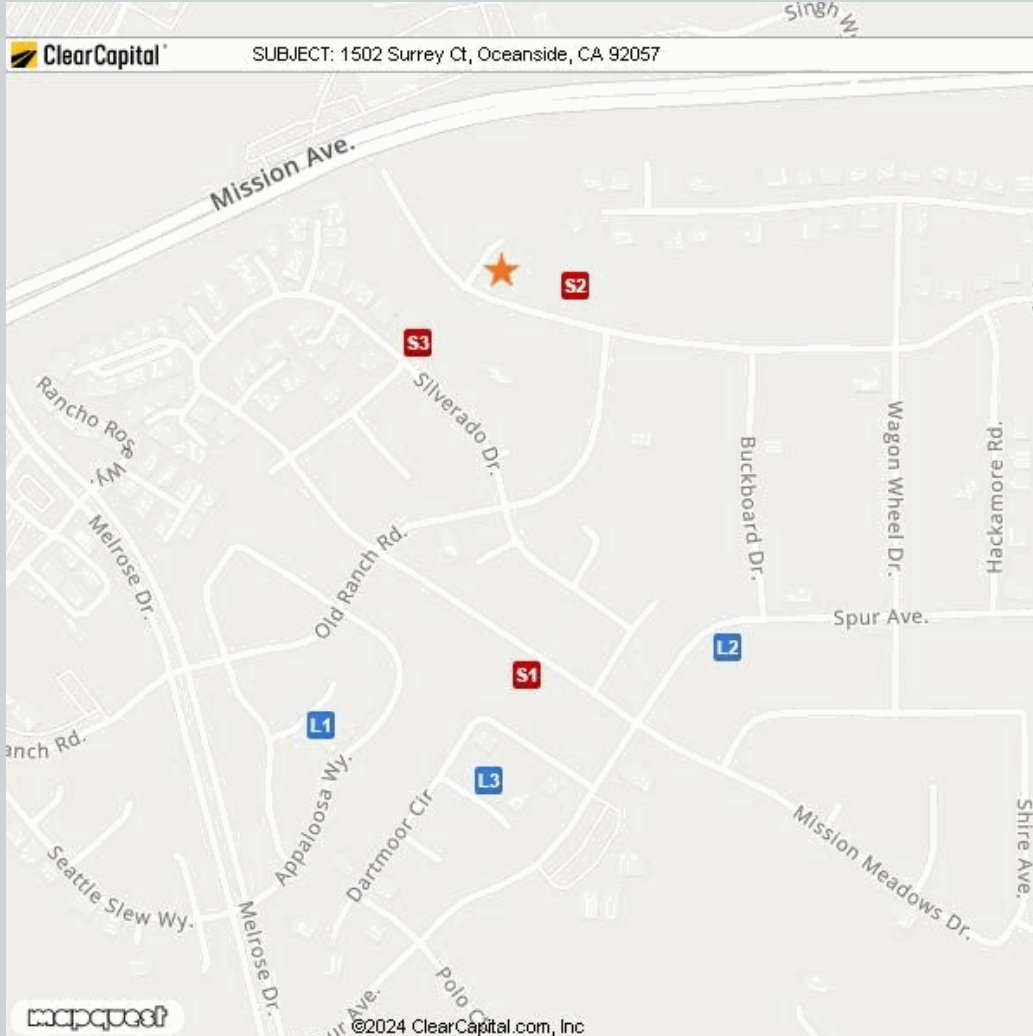 Singh W.
ClearCapital
SUBJECT: 1502 Surrey Ct, Oceanside, CA 92057
Mission Ave.
S2
S3
Silverado Dr.
Rancho Ros
a Wy.
Buckboard Dr.
Wagon Wheel Dr.
Hackamore Rd.
Melrose Dr.
Old Ranch Rd.
Spur Ave.
L2
S1
L1
anch Rd.
L3
Appaloosa Wy.
Dartmoor Cir
Mission Meadows Dr.
Shire Ave.
Seattle Slew Wy.
Melrose Dr.
Polo C
ur Ave.
mapquest
©2024 ClearCapital.com, Inc